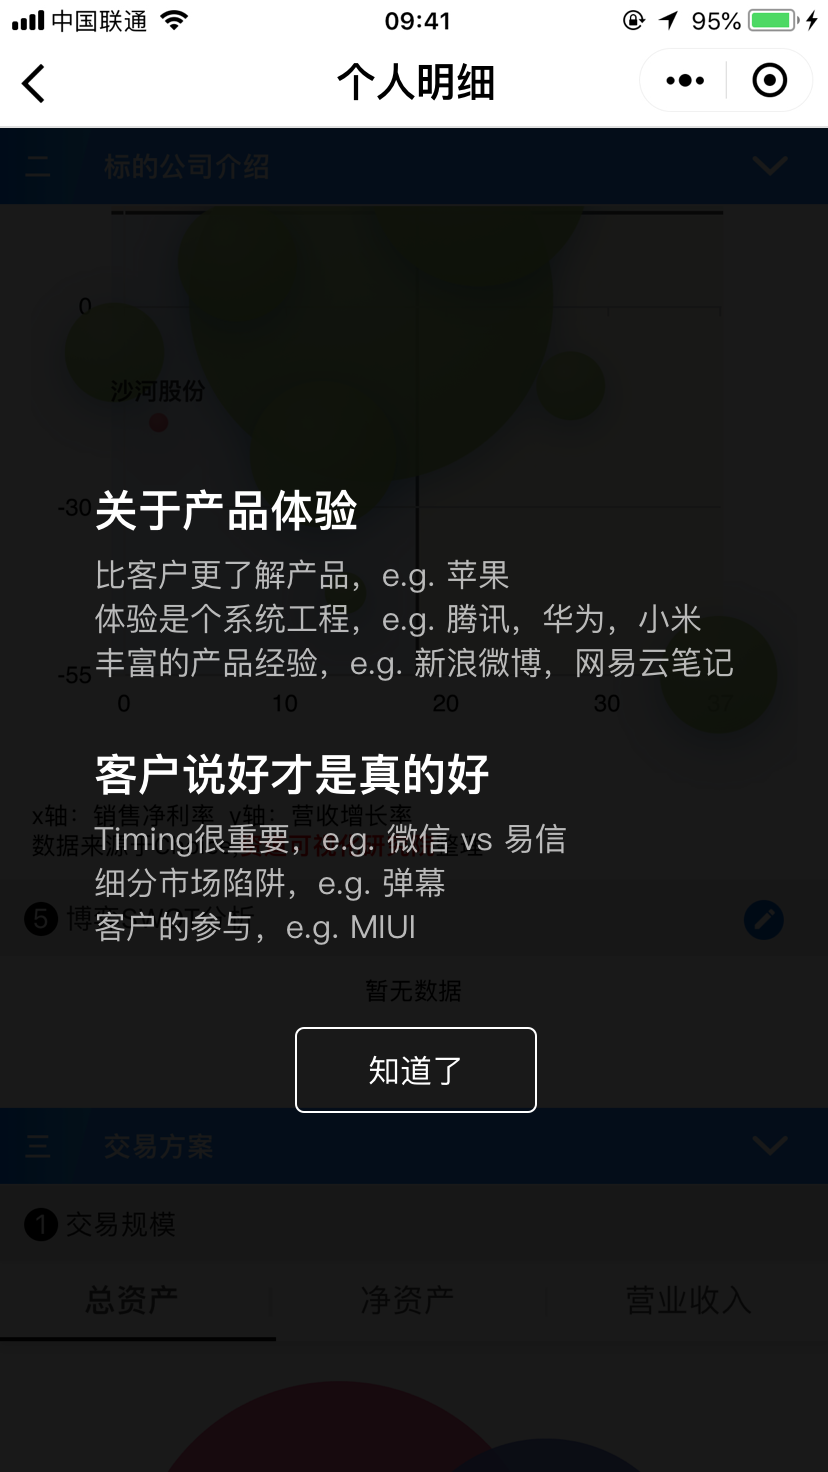 中国联通
09:41
95%
个人明细
二 标的公司介绍
0
沙河股份
-30
关于产品体验
比客户更了解产品，e.g. 苹果
体验是个系统工程，e.g. 腾讯，华为，小米
丰富的产品经验，e.g. 新浪微博，网易云笔记
-55
0 10 20 30 37
客户说好才是真的好
x轴：销售净利率 y轴：营收增长率
Timing很重要，e.g. 微信 vs 易信
细分市场陷阱，e.g. 弹幕
5
客户的参与，e.g. MIUI
暂无数据
知道了
三 交易方案
1 交易规模
总资产 净资产 营业收入